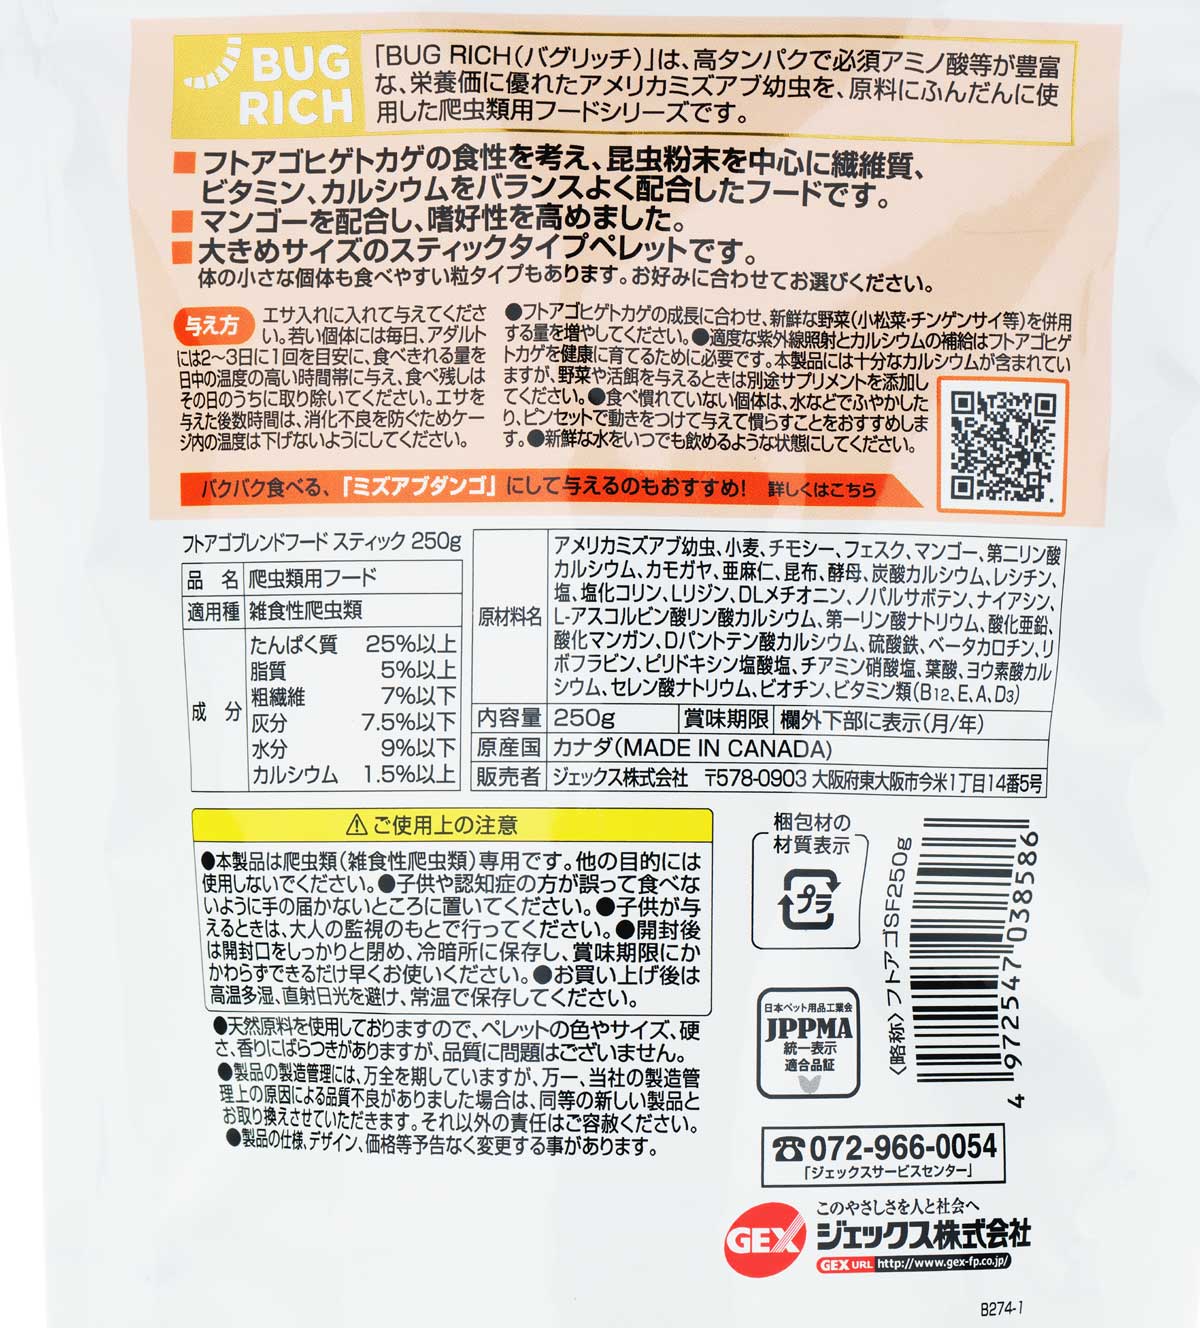 BUG
RICH
「BUG RICH(バグリッチ)」は、高タンパクで必須アミノ酸等が豊富
な、栄養価に優れたアメリカミズアブ幼虫を、原料にふんだんに使
用した爬虫類用フードシリーズです。
■フトアゴヒゲトカゲの食性を考え、昆虫粉末を中心に繊維質、
ビタミン、カルシウムをバランスよく配合したフードです。
■マンゴーを配合し、嗜好性を高めました。
■大きめサイズのスティックタイプペレットです。
体の小さな個体も食べやすい粒タイプもあります。お好みに合わせてお選びください。
与え方
エサ入れに入れて与えてくださ
い。若い個体には毎日、アダルト
には2〜3日に1回を目安に、食べきれる量を
日中の温度の高い時間帯に与え、食べ残しは
その日のうちに取り除いてください。エサを
与えた後数時間は、消化不良を防ぐためケー
ジ内の温度は下げないようにしてください。
●フトアゴヒゲトカゲの成長に合わせ、新鮮な野菜(小松菜・チンゲンサイ等)を併用
する量を増やしてください。●適度な紫外線照射とカルシウムの補給はフトアゴヒゲ
トカゲを健康に育てるために必要です。本製品には十分なカルシウムが含まれてい
ますが、野菜や活餌を与えるときは別途サプリメントを添加し
てください。●食べ慣れていない個体は、水などでふやかした
り、ピンセットで動きをつけて与えて慣らすことをおすすめしま
す。●新鮮な水をいつでも飲めるような状態にしてください。
パクパク食べる、「ミズアブダンゴ」にして与えるのもおすすめ! 詳しくはこちら
フトアゴブレンドフード スティック 250g
品 名 爬虫類用フード
適用種 雑食性爬虫類
成 分
たんぱく質 25%以上
脂質 5%以上
粗繊維 7%以下
灰分 7.5%以下
水分 9%以下
カルシウム 1.5%以上
原材料名
アメリカミズアブ幼虫、小麦、チモシー、フェスク、マンゴー、第二リン酸
カルシウム、カモガヤ、亜麻仁、昆布、酵母、炭酸カルシウム、レシチン、
塩、塩化コリン、Lリジン、DLメチオニン、ノパルサボテン、ナイアシン、
L-アスコルビン酸リン酸カルシウム、第一リン酸ナトリウム、酸化亜鉛、
酸化マンガン、Dパントテン酸カルシウム、硫酸鉄、ベータカロチン、リ
ボフラビン、ピリドキシン塩酸塩、チアミン硝酸塩、葉酸、ヨウ素酸カル
シウム、セレン酸ナトリウム、ビオチン、ビタミン類(B12、E、A、D3)
内容量 250g 賞味期限 欄外下部に表示(月/年)
原産国 カナダ(MADE IN CANADA)
販売者 ジェックス株式会社 〒578-0903 大阪府東大阪市今米1丁目14番5号
⚠ご使用上の注意
●本製品は爬虫類(雑食性爬虫類)専用です。他の目的には
使用しないでください。●子供や認知症の方が誤って食べな
いように手の届かないところに置いてください。●子供が与
えるときは、大人の監視のもとで行ってください。●開封後
は開封口をしっかりと閉め、冷暗所に保存し、賞味期限にか
かわらずできるだけ早くお使いください。●お買い上げ後は
高温多湿、直射日光を避け、常温で保存してください。
●天然原料を使用しておりますので、ペレットの色やサイズ、硬
さ、香りにばらつきがありますが、品質に問題はございません。
●製品の製造管理には、万全を期していますが、万一、当社の製造管
理上の原因による品質不良がありました場合は、同等の新しい製品と
お取り換えさせていただきます。それ以外の責任はご容赦ください。
●製品の仕様、デザイン、価格等予告なく変更する事があります。
梱包材の
材質表示
プラ
日本ペット用品工業会
JPPMA
統一表示
適合品証
〈略称〉フトアゴSF250g
4 972547 038586
☎072-966-0054
「ジェックスサービスセンター」
GEX
このやさしさを人と社会へ
ジェックス株式会社
GEX URL http://www.gex-fp.co.jp/
B274-1